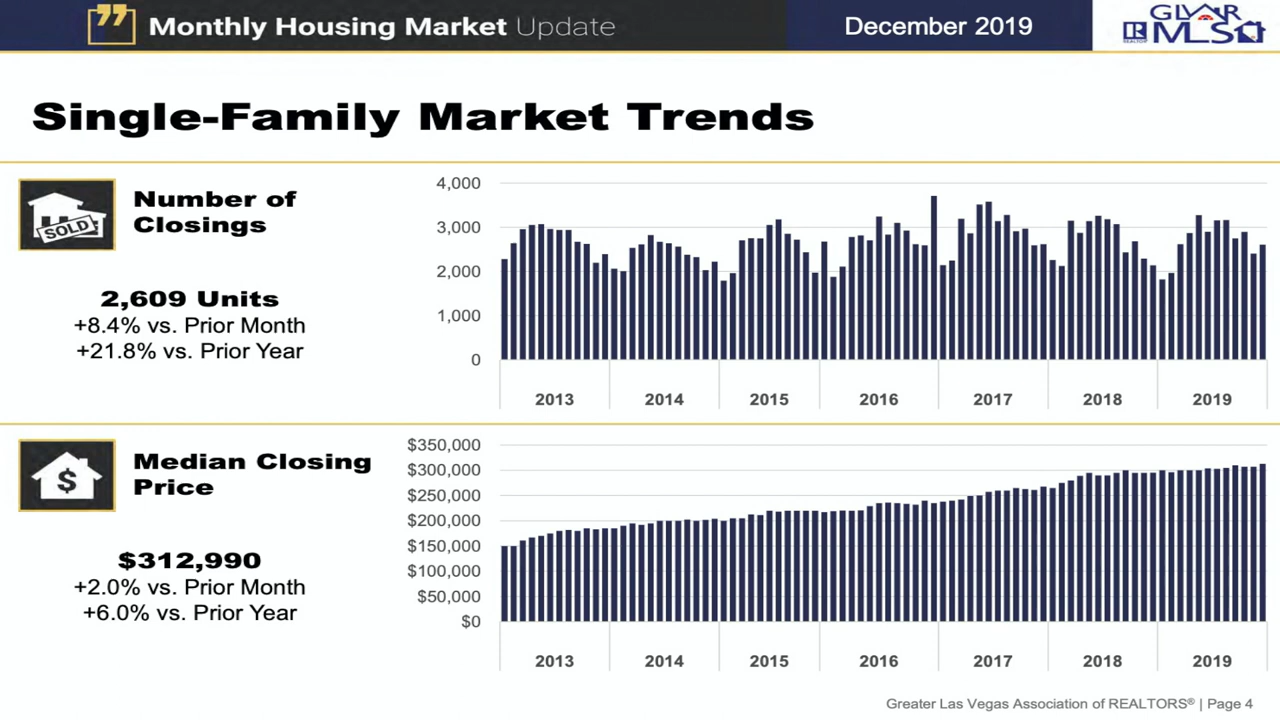 Monthly Housing Market Update
December 2019
GLVAR
REALTOR
MLS
Single-Family Market Trends
SOLD
Number of
Closings
2,609 Units
+8.4% vs. Prior Month
+21.8% vs. Prior Year
4,000
3,000
2,000
1,000
0
2013 2014 2015 2016 2017 2018 2019
$
Median Closing
Price
$312,990
+2.0% vs. Prior Month
+6.0% vs. Prior Year
$350,000
$300,000
$250,000
$200,000
$150,000
$100,000
$50,000
$0
2013 2014 2015 2016 2017 2018 2019
Greater Las Vegas Association of REALTORS® | Page 4